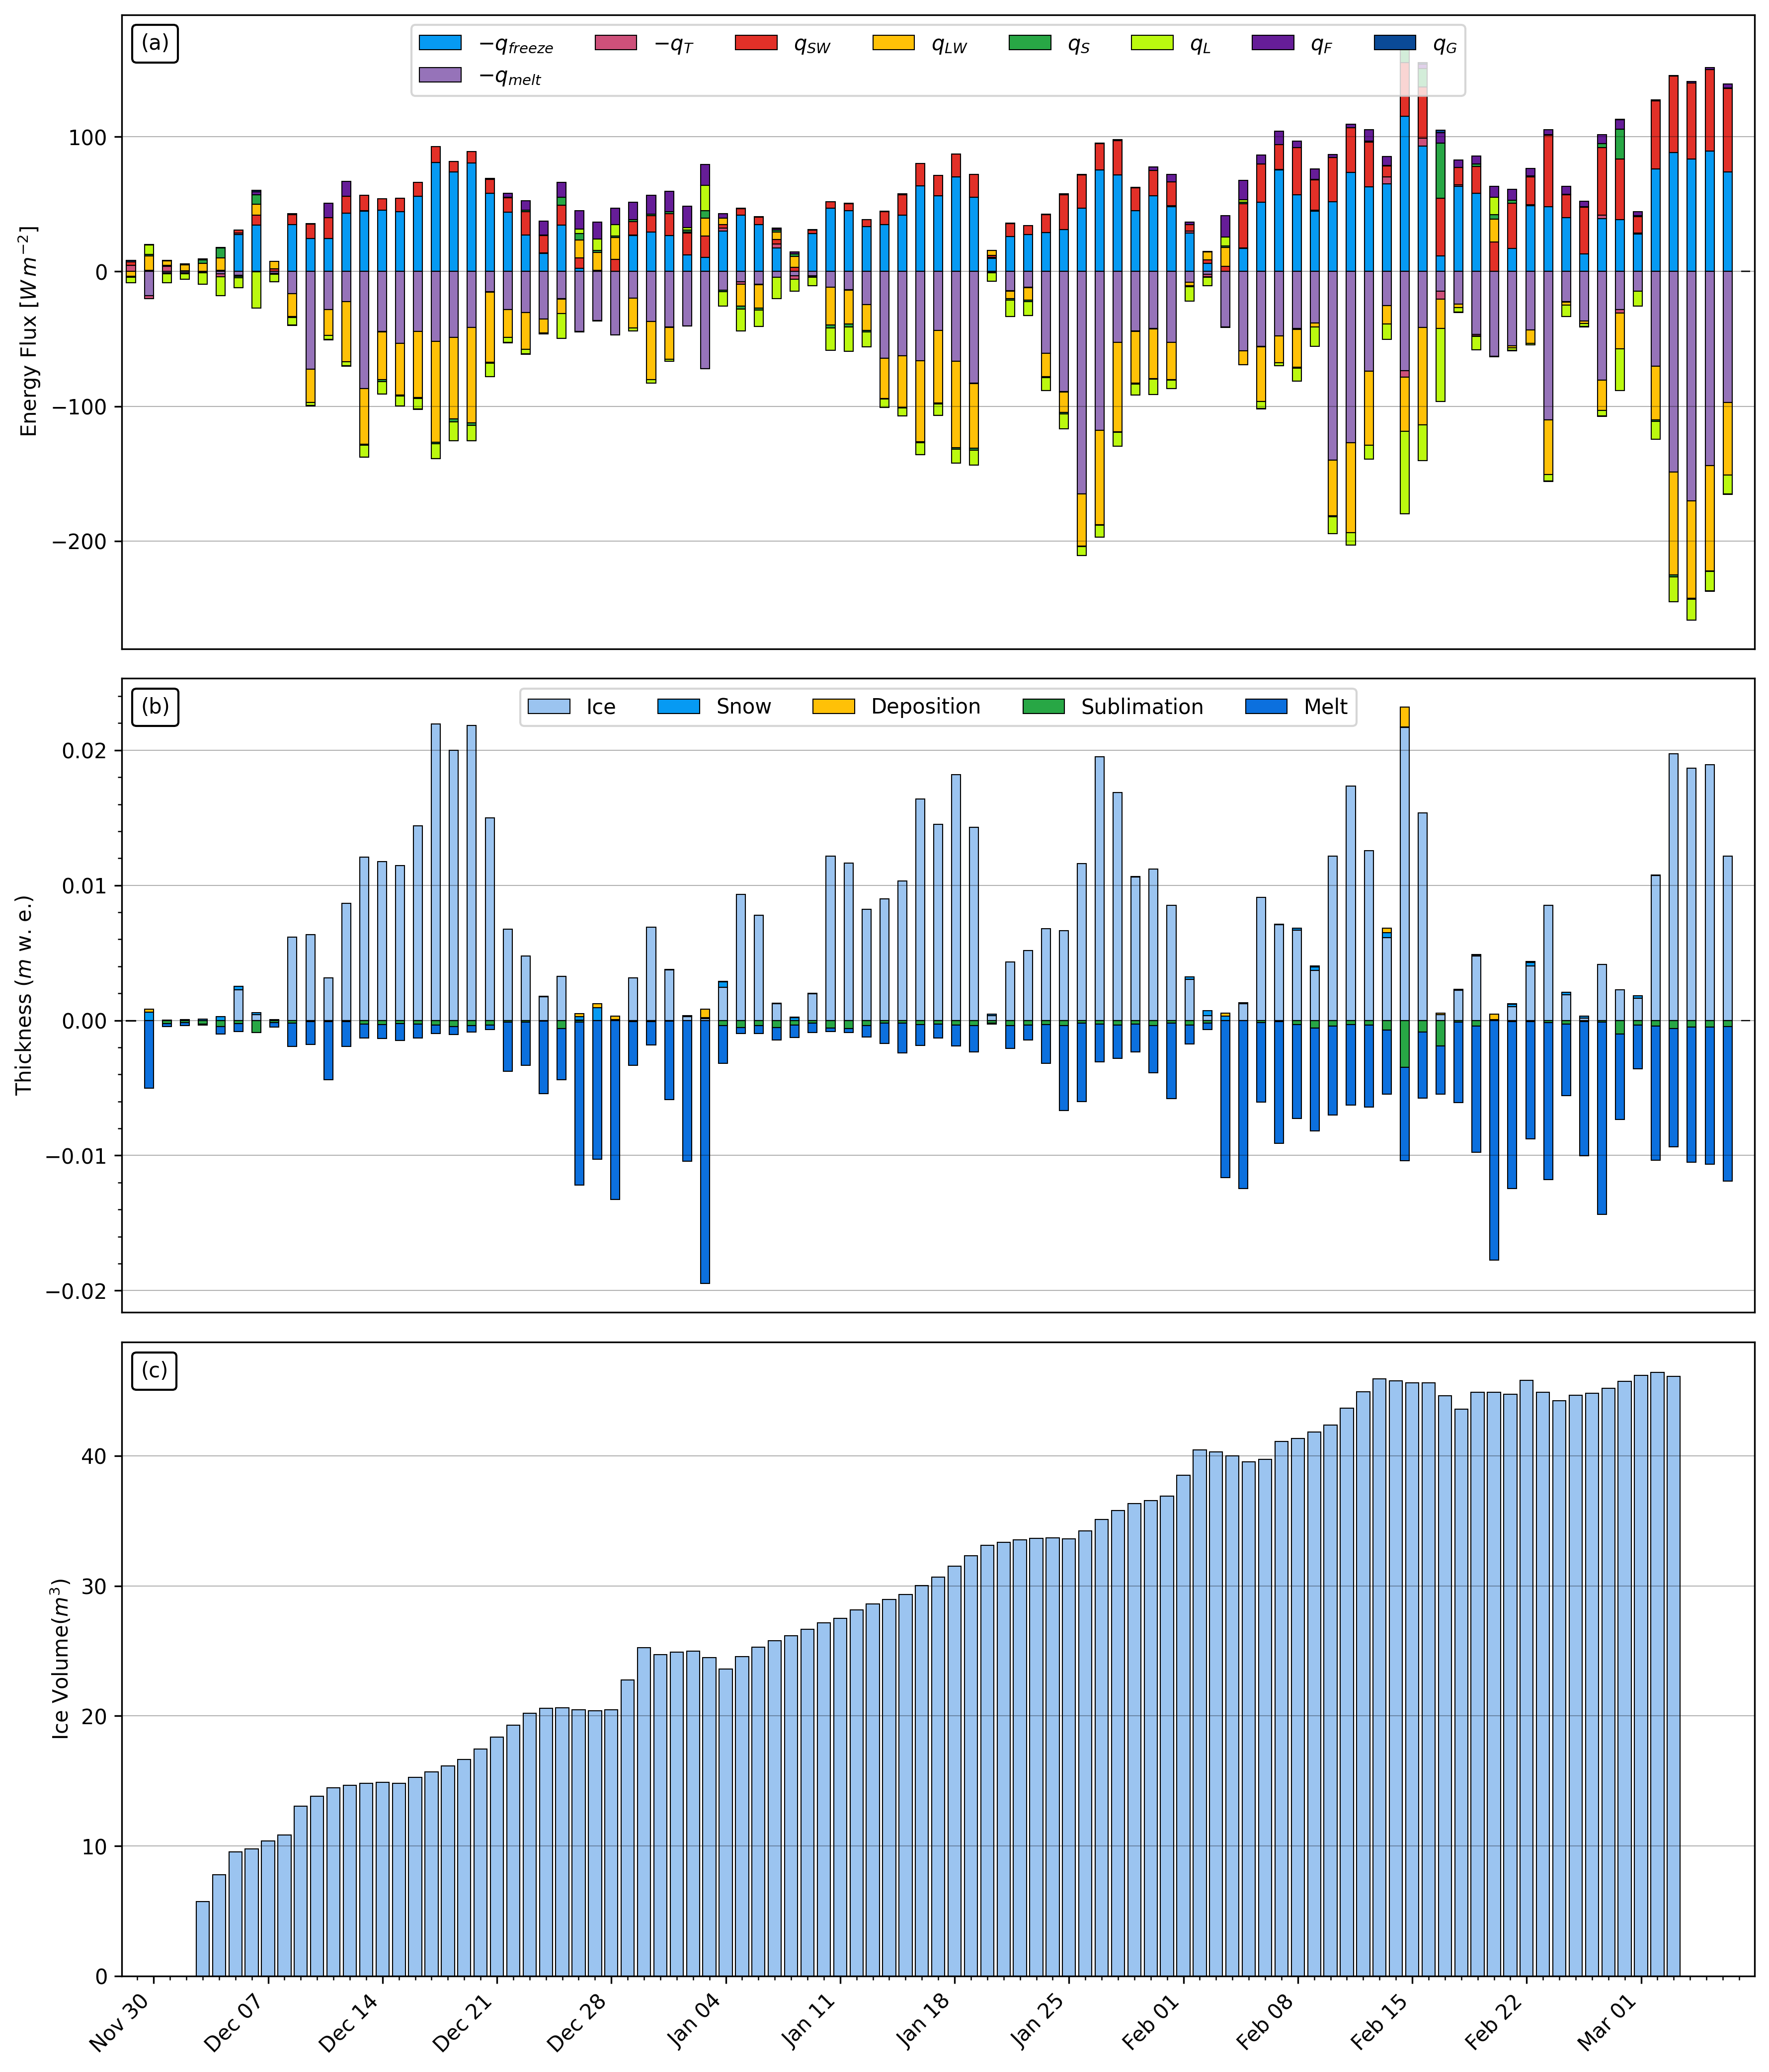 (a)
−q_freeze −q_T q_SW q_LW q_S q_L q_F q_G
−q_melt
100
0
−100
−200
Energy Flux [W m⁻²]
(b)
Ice Snow Deposition Sublimation Melt
0.02
0.01
0.00
−0.01
−0.02
Thickness (m w. e.)
(c)
40
30
20
10
0
Ice Volume(m³)
Nov 30 Dec 07 Dec 14 Dec 21 Dec 28 Jan 04 Jan 11 Jan 18 Jan 25 Feb 01 Feb 08 Feb 15 Feb 22 Mar 01